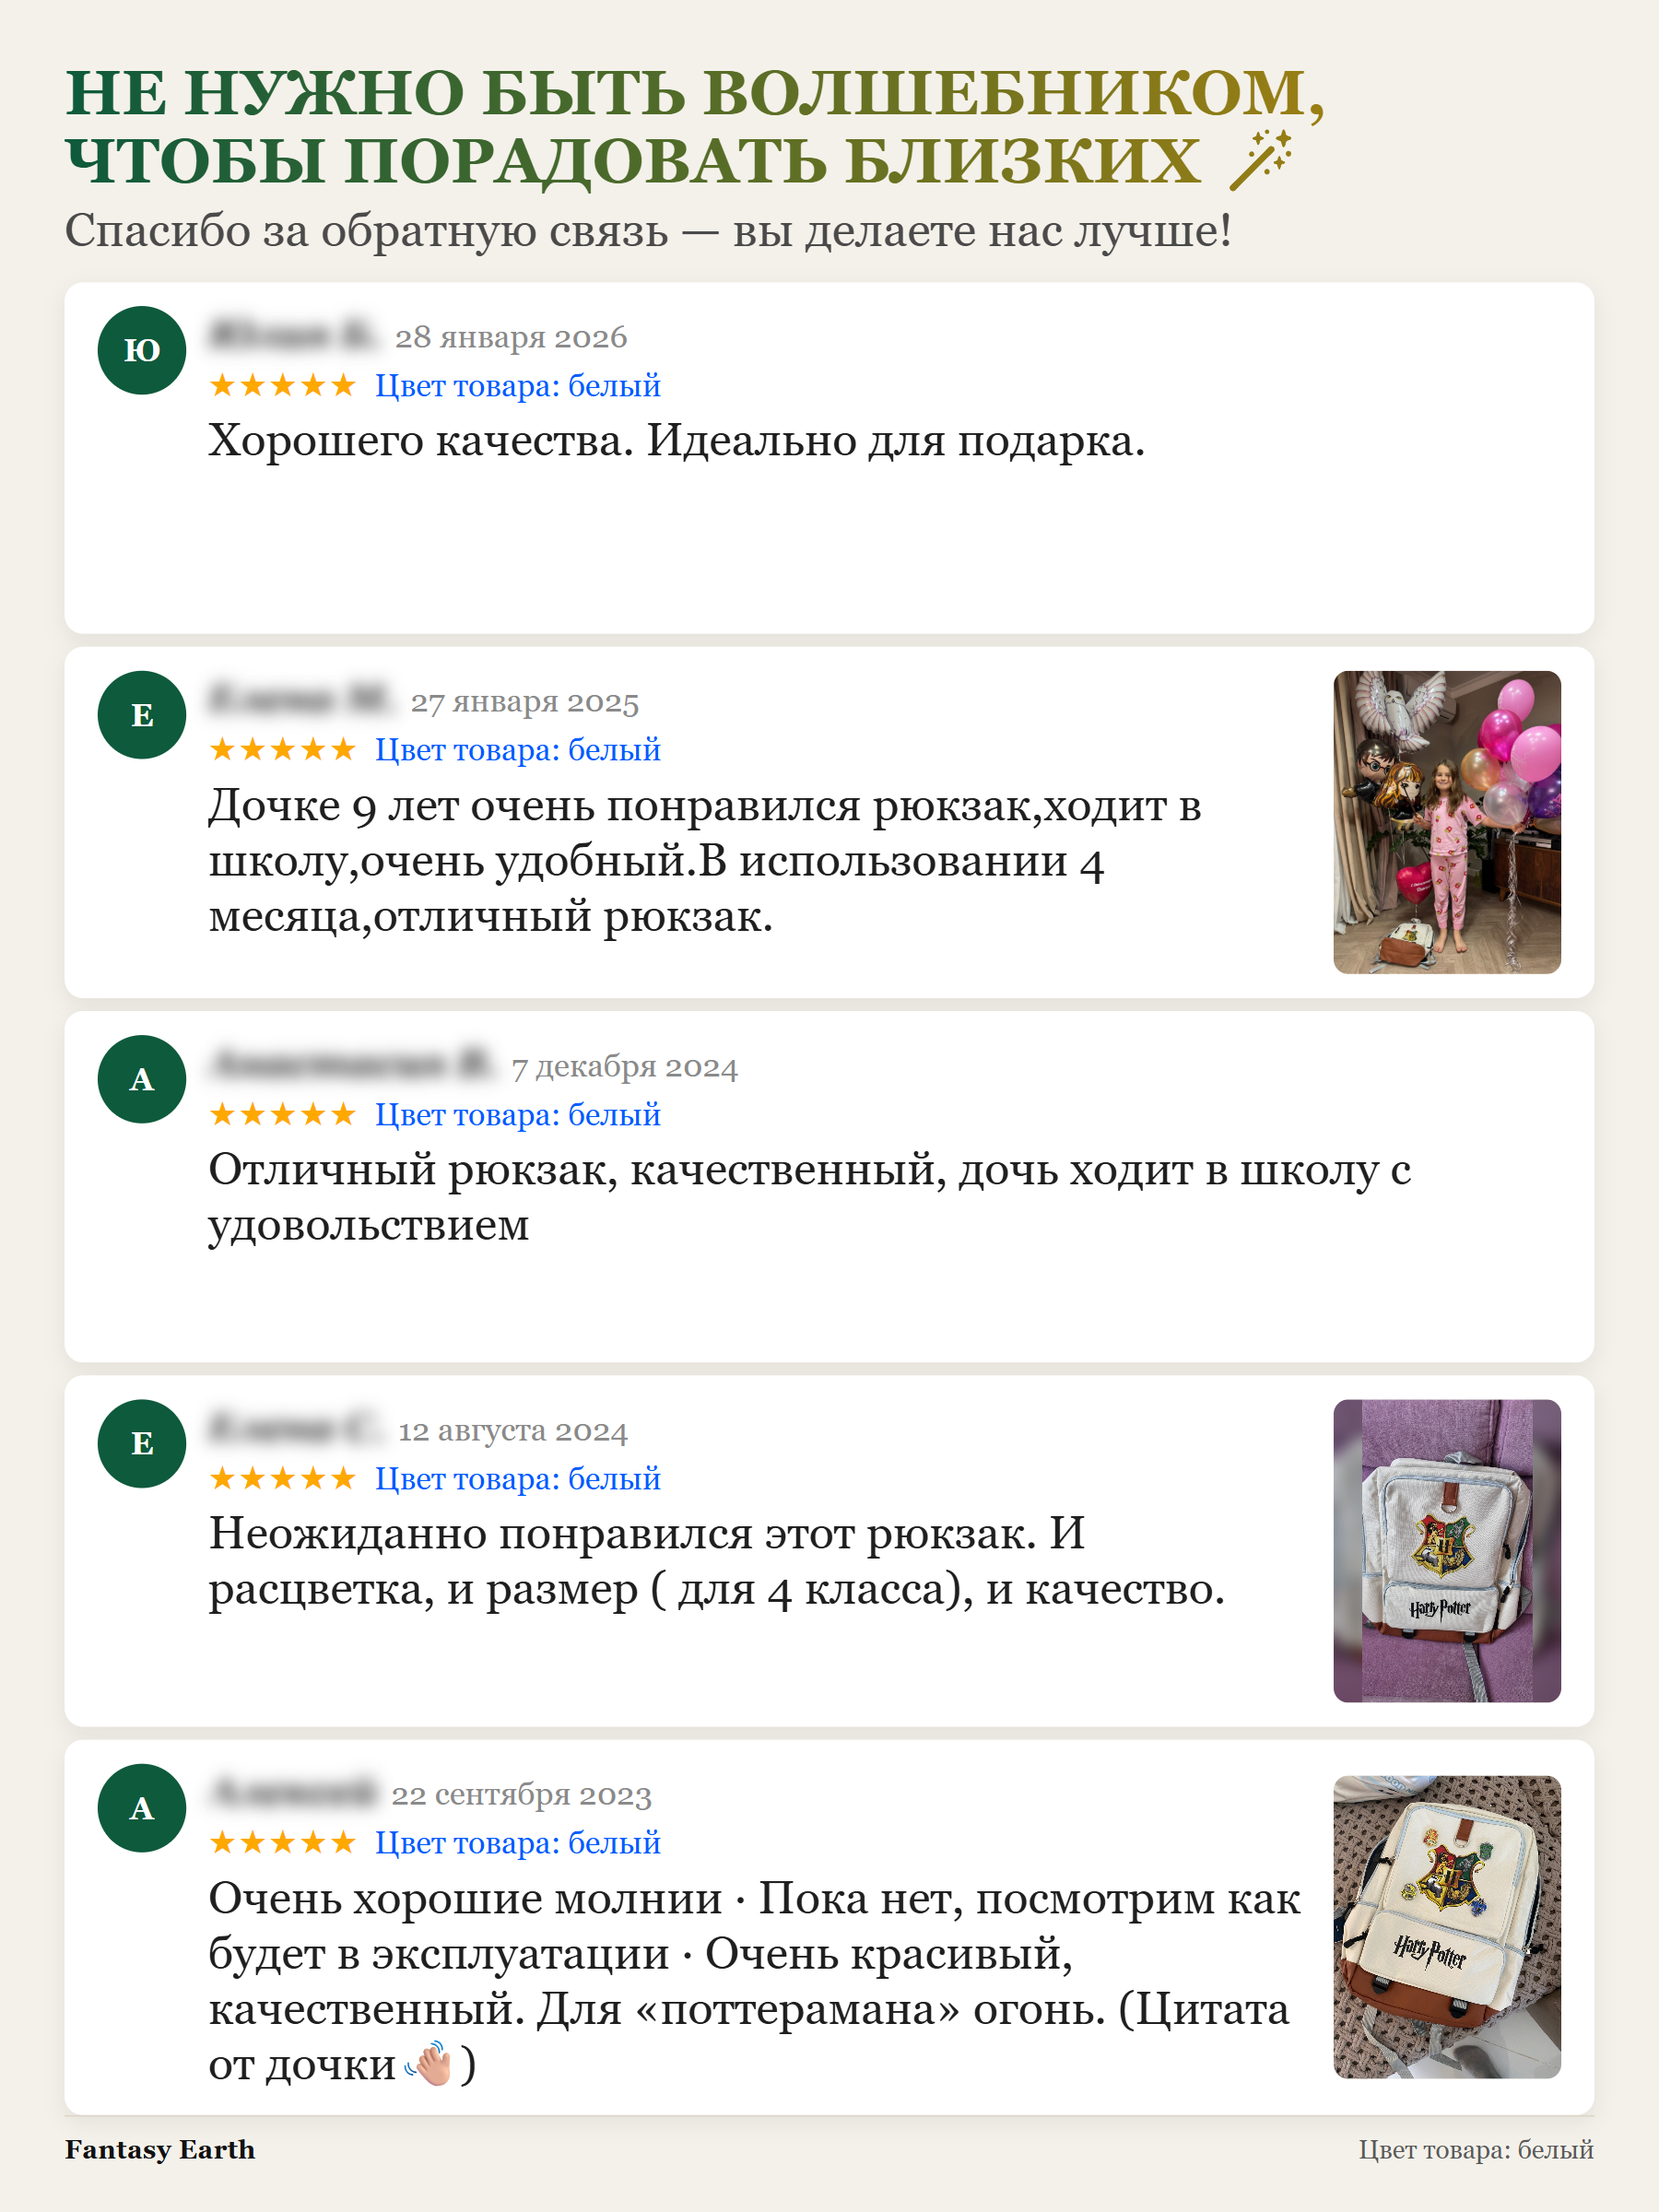 НЕ НУЖНО БЫТЬ ВОЛШЕБНИКОМ,
ЧТОБЫ ПОРАДОВАТЬ БЛИЗКИХ
Спасибо за обратную связь — вы делаете нас лучше!
Ю
28 января 2026
★★★★★ Цвет товара: белый
Хорошего качества. Идеально для подарка.
Е
27 января 2025
★★★★★ Цвет товара: белый
Дочке 9 лет очень понравился рюкзак,ходит в
школу,очень удобный.В использовании 4
месяца,отличный рюкзак.
А
7 декабря 2024
★★★★★ Цвет товара: белый
Отличный рюкзак, качественный, дочь ходит в школу с
удовольствием
Е
12 августа 2024
★★★★★ Цвет товара: белый
Неожиданно понравился этот рюкзак. И
расцветка, и размер ( для 4 класса), и качество.
Harry Potter
А
22 сентября 2023
★★★★★ Цвет товара: белый
Очень хорошие молнии · Пока нет, посмотрим как
будет в эксплуатации · Очень красивый,
качественный. Для «поттерамана» огонь. (Цитата
от дочки 👋🏻 )
Harry Potter
Fantasy Earth
Цвет товара: белый